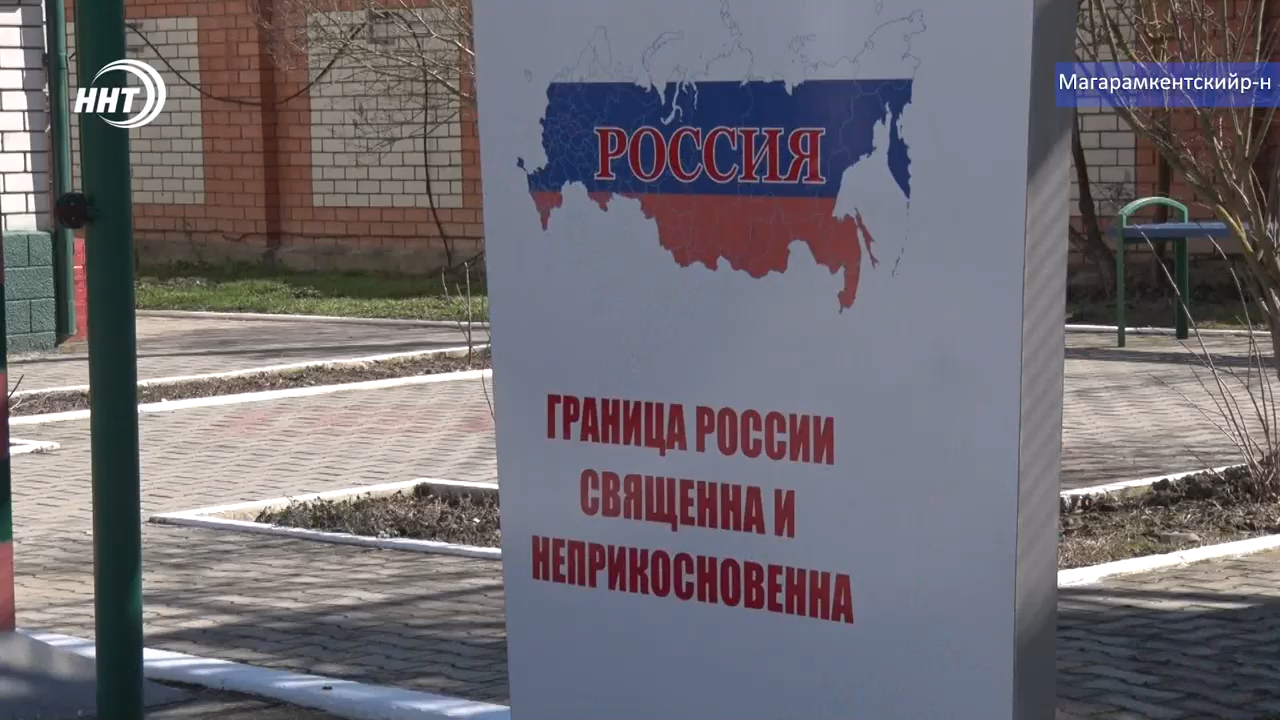 ННТ
Магарамкентскийр-н
РОССИЯ
ГРАНИЦА РОССИИ
СВЯЩЕННА И
НЕПРИКОСНОВЕННА